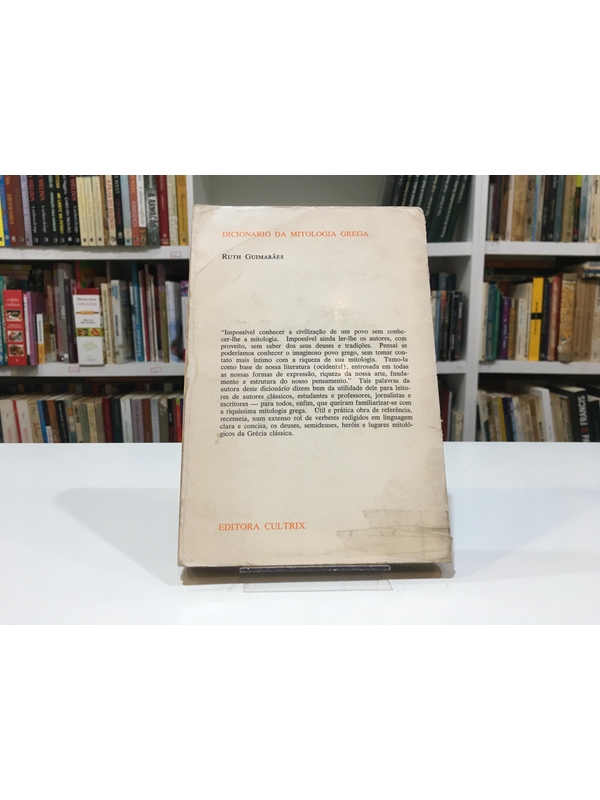 DICIONÁRIO DA MITOLOGIA GREGA
RUTH GUIMARÃES
"Impossível conhecer a civilização de um povo sem conhe-
cer-lhe a mitologia. Impossível ainda ler-lhe os autores, com
proveito, sem saber dos seus deuses e tradições. Pensai se
poderíamos conhecer o imaginoso povo grego, sem tomar con-
tato mais íntimo com a riqueza de sua mitologia. Temo-la
como base de nossa literatura (ocidental), entrosada em todas
as nossas formas de expressão, riqueza da nossa arte, funda-
mento e estrutura do nosso pensamento." Tais palavras da
autora deste dicionário dizem bem da utilidade dele para leito-
res de autores clássicos, estudantes e professores, jornalistas e
escritores — para todos, enfim, que queiram familiarizar-se com
a riquíssima mitologia grega. Útil e prática obra de referência,
recenseia, num extenso rol de verbetes redigidos em linguagem
clara e concisa, os deuses, semideuses, heróis e lugares mitoló-
gicos da Grécia clássica.
EDITORA CULTRIX
FRANCIS